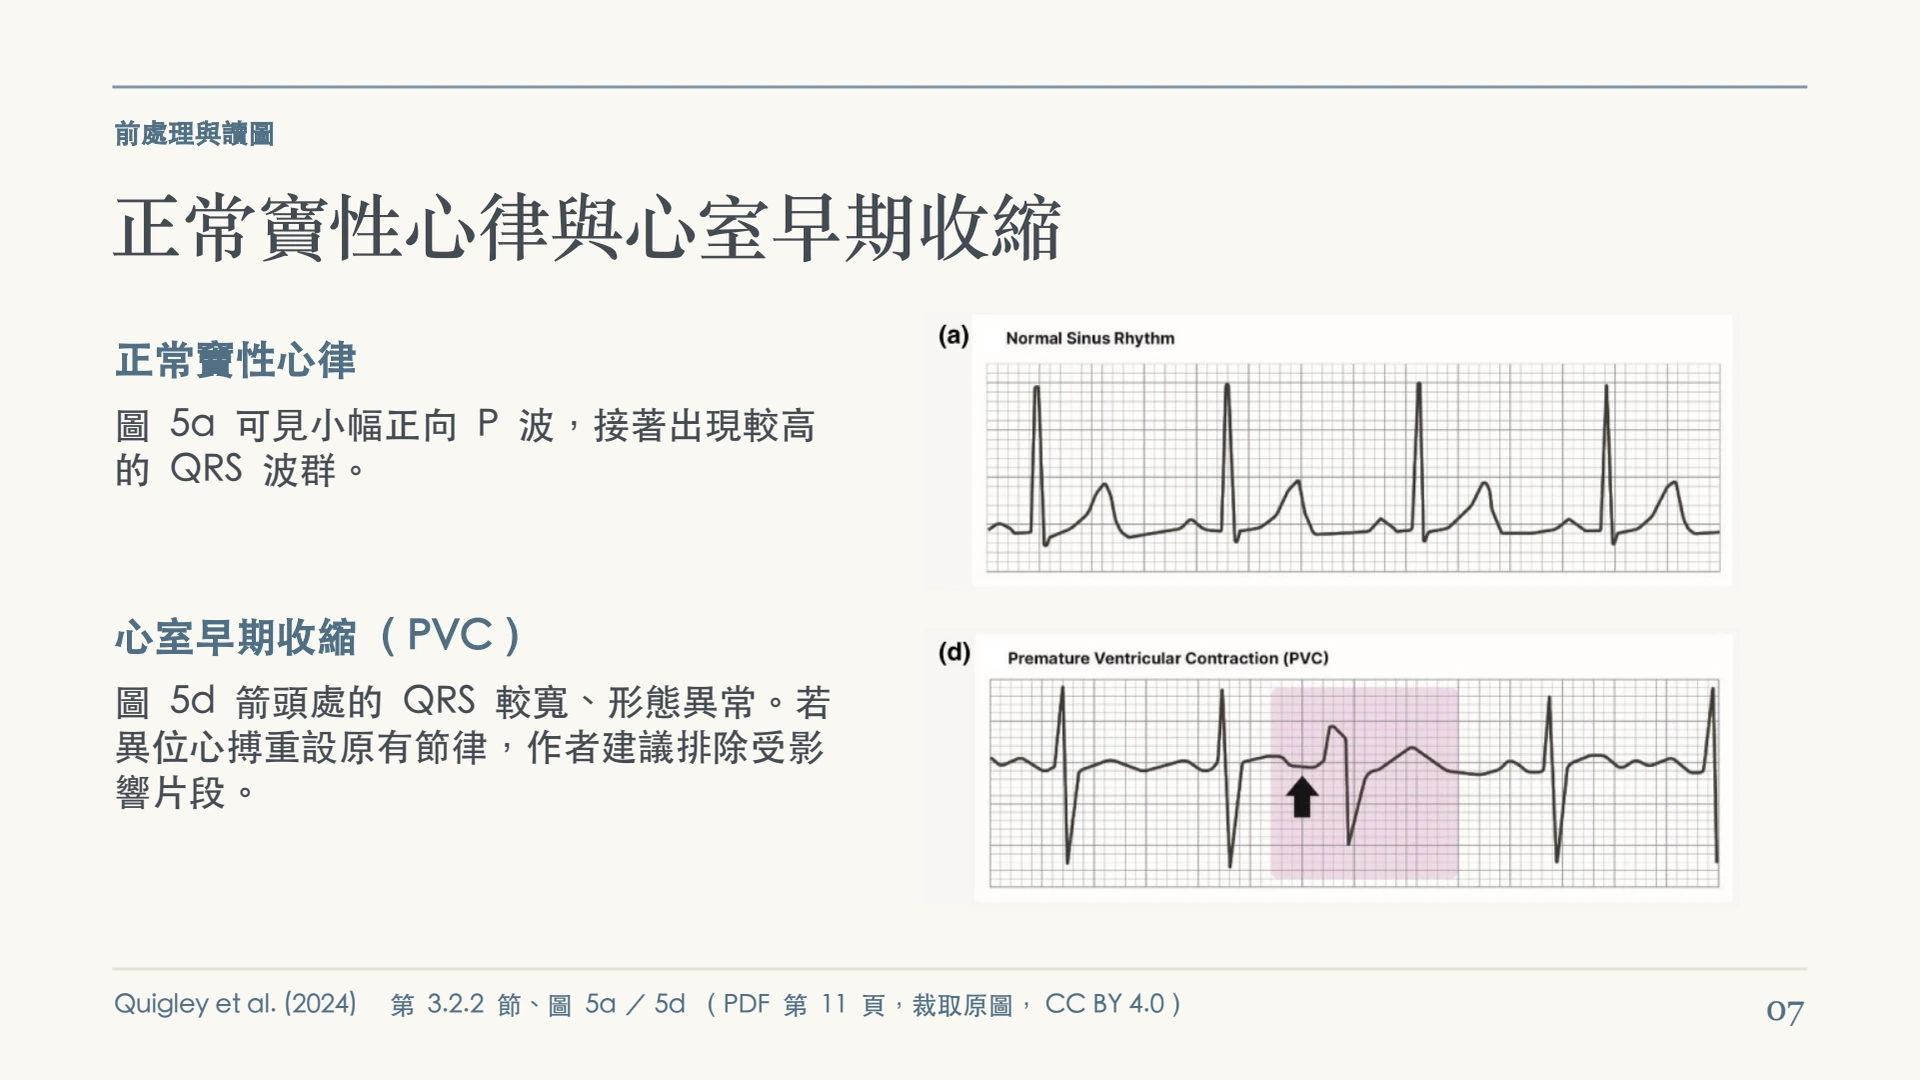 前處理與讀圖
正常竇性心律與心室早期收縮
正常竇性心律
圖 5a 可見小幅正向 P 波，接著出現較高
的 QRS 波群。
心室早期收縮（PVC）
圖 5d 箭頭處的 QRS 較寬、形態異常。若
異位心搏重設原有節律，作者建議排除受影
響片段。
(a) Normal Sinus Rhythm
(d) Premature Ventricular Contraction (PVC)
Quigley et al. (2024) 第 3.2.2 節、圖 5a／5d（PDF 第 11 頁，裁取原圖，CC BY 4.0）
07